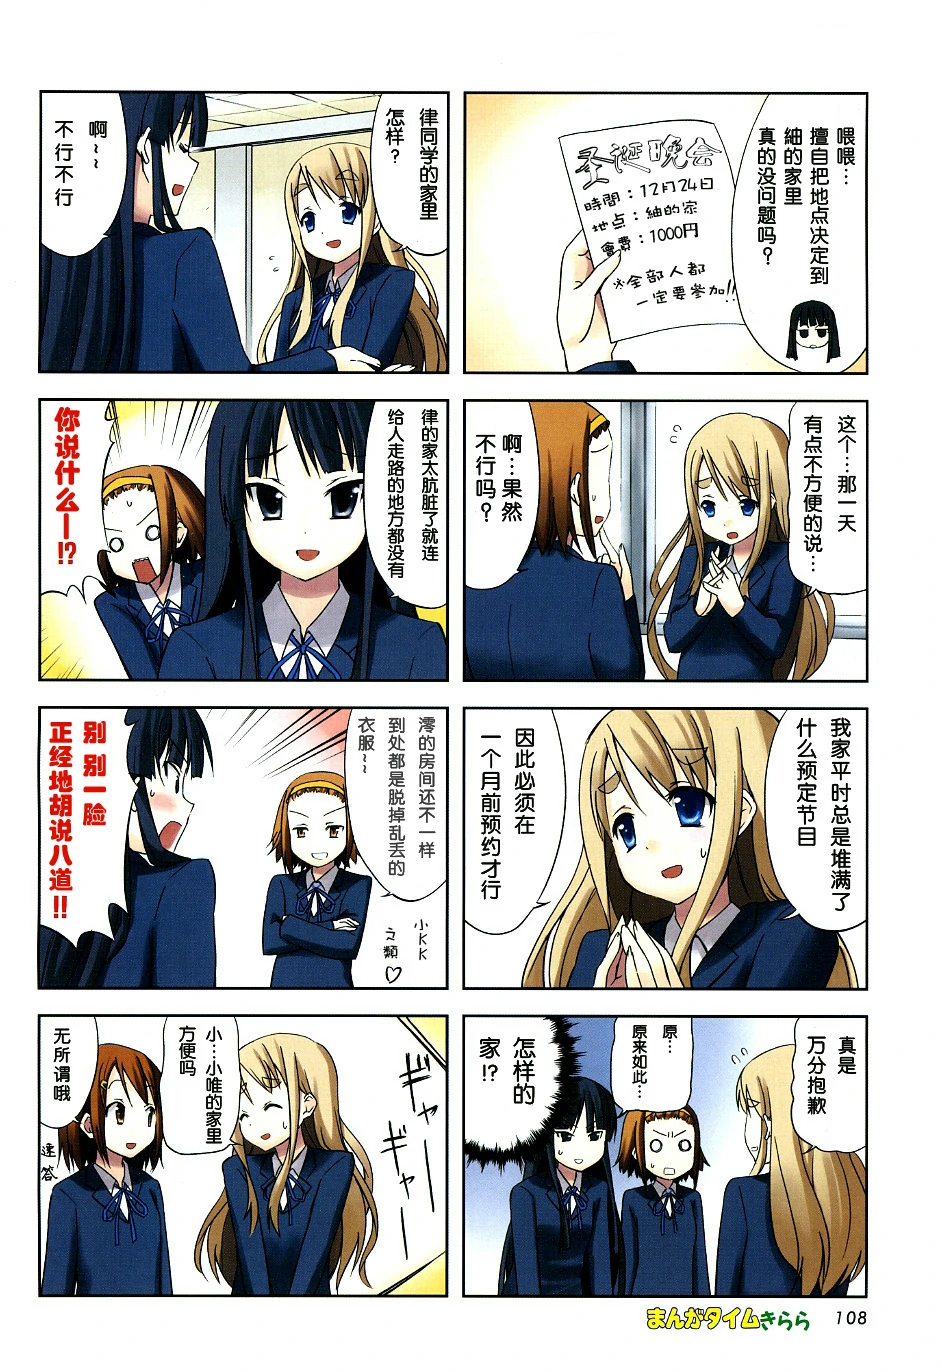 喂喂…
擅自把地点决定到
紬的家里
真的没问题吗？
圣诞晚会
時間：12月24日
地点：紬的家
會費：1000円
※全部人都
一定要参加!!
这个…那一天
有点不方便的说…
啊…果然
不行吗？
我家平时总是堆满了
什么预定节目
因此必须在
一个月前预约才行
真是
万分抱歉
原…
原来如此…
怎样的
家!?
律同学的家里
怎样？
啊~~
不行不行
律的家太肮脏了就连
给人走路的地方都没有
你说什么ー!?
澪的房间还不一样
到处都是脱掉乱丢的
衣服~~
小KK
之類♡
别 别一脸
正经地胡说八道!!
小…小唯的家里
方便吗
ギャー
ギャー
无所谓哦
速答
まんがタイムきらら
108